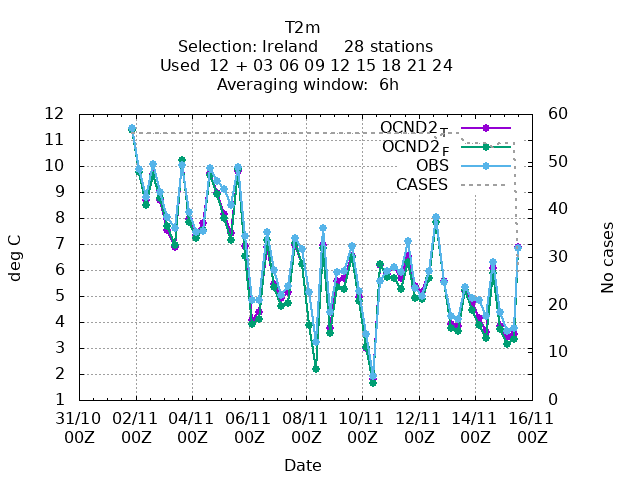 T2m
Selection: Ireland 28 stations
Used 12 + 03 06 09 12 15 18 21 24
Averaging window: 6h
OCND2_T
OCND2_F
OBS
CASES
deg C
12
11
10
9
8
7
6
5
4
3
2
1
No cases
60
50
40
30
20
10
0
31/10 02/11 04/11 06/11 08/11 10/11 12/11 14/11 16/11
00Z 00Z 00Z 00Z 00Z 00Z 00Z 00Z 00Z
Date